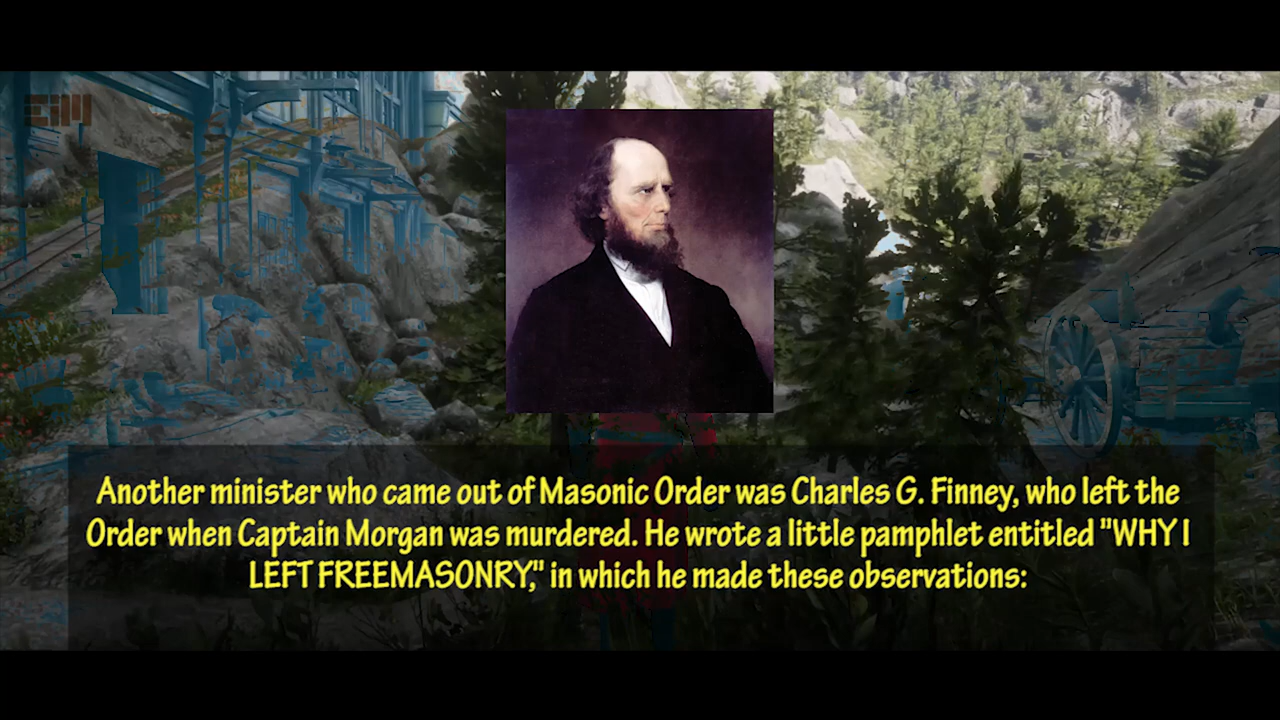 Another minister who came out of Masonic Order was Charles G. Finney, who left the
Order when Captain Morgan was murdered. He wrote a little pamphlet entitled "WHY I
LEFT FREEMASONRY," in which he made these observations: